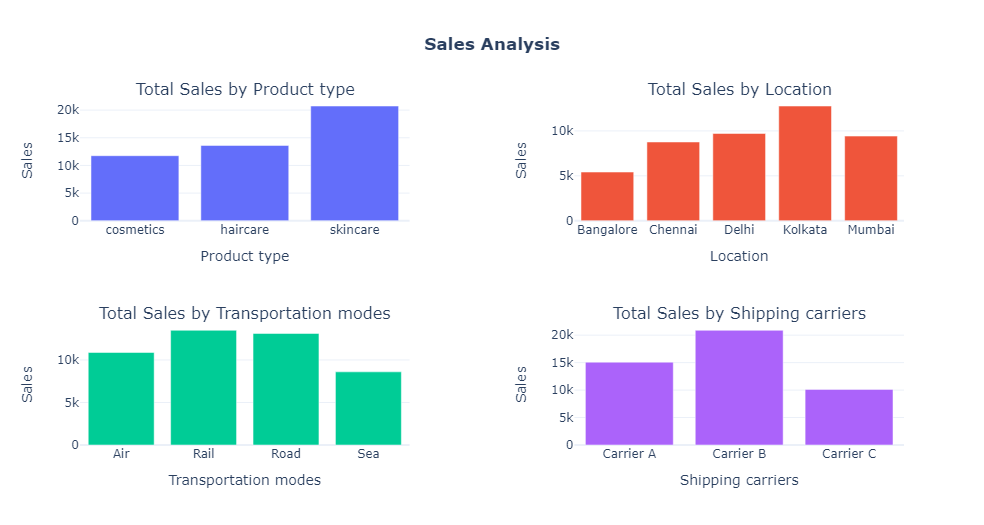 Sales Analysis
Total Sales by Product type
20k
15k
10k
5k
0
Sales
cosmetics haircare skincare
Product type
Total Sales by Location
10k
5k
0
Sales
Bangalore Chennai Delhi Kolkata Mumbai
Location
Total Sales by Transportation modes
10k
5k
0
Sales
Air Rail Road Sea
Transportation modes
Total Sales by Shipping carriers
20k
15k
10k
5k
0
Sales
Carrier A Carrier B Carrier C
Shipping carriers